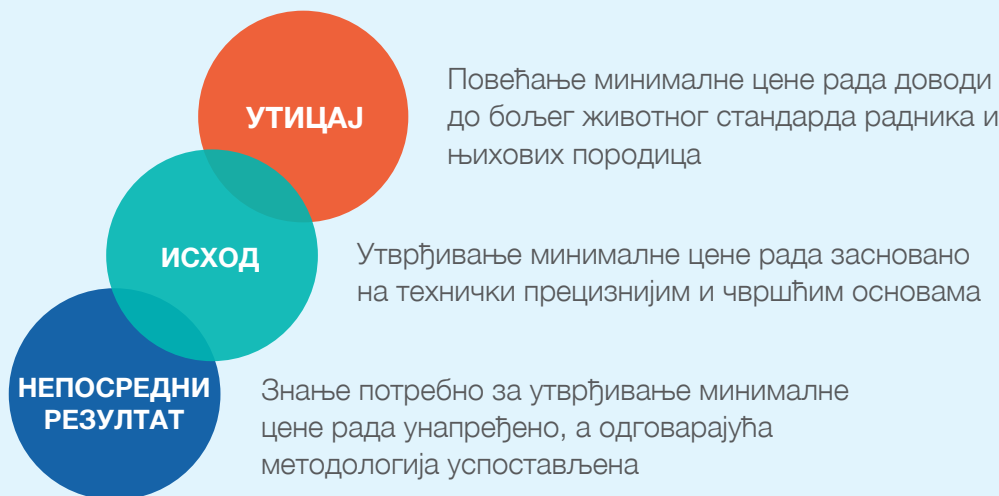 УТИЦАЈ
Повећање минималне цене рада доводи
до бољег животног стандарда радника и
њихових породица
ИСХОД
Утврђивање минималне цене рада засновано
на технички прецизнијим и чвршћим основама
НЕПОСРЕДНИ
РЕЗУЛТАТ
Знање потребно за утврђивање минималне
цене рада унапређено, а одговарајућа
методологија успостављена